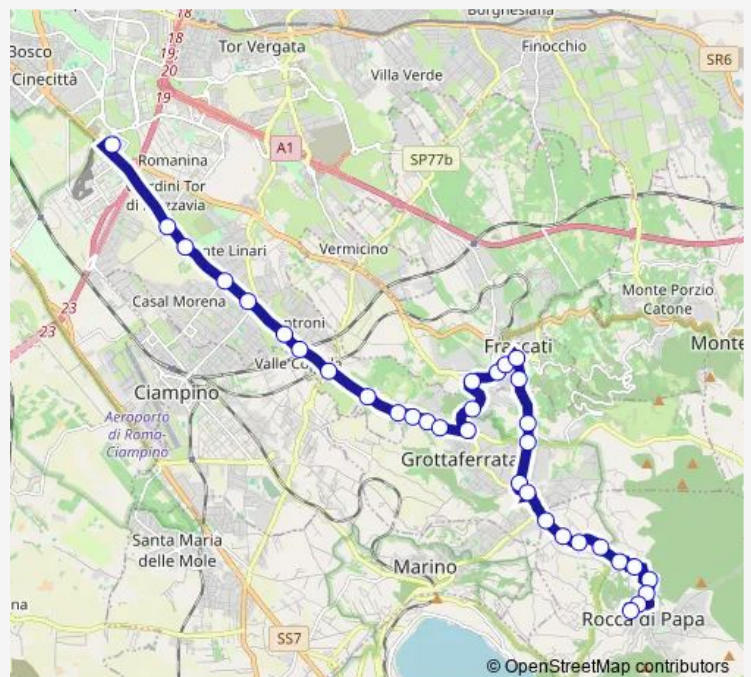 Borghesiana
18
Bosco
Tor Vergata
Finocchio
18;
19;
20
SR6
Cinecittà
Villa Verde
19
A1
SP77b
Romanina
23
Vermicino
Casal Morena
Monte Porzio
Catone
23
Frascati
Monte
Ciampino
Aeroporto
di Roma-
Ciampino
Grottaferrata
Santa Maria
delle Mole
Marino
na
Rocca di Papa
SS7
© OpenStreetMap contributors